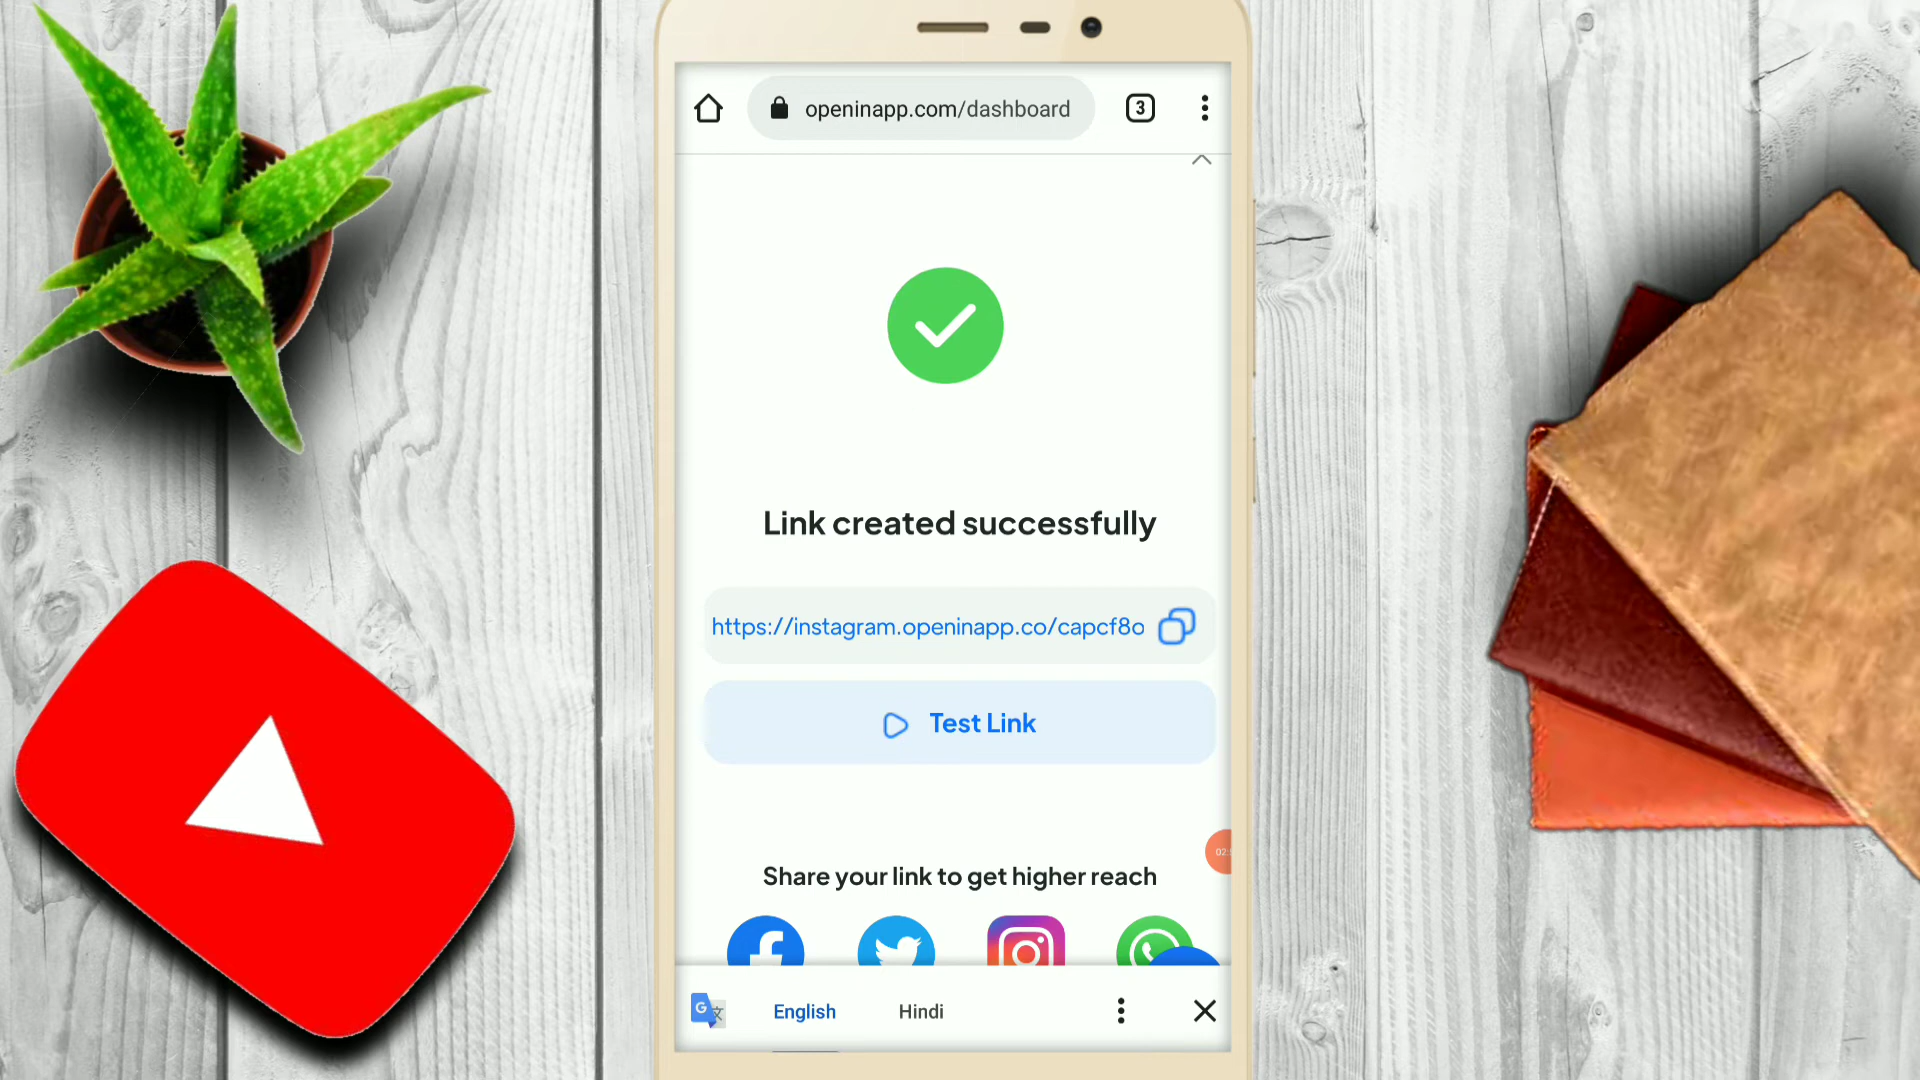 openinapp.com/dashboard
3
Link created successfully
https://instagram.openinapp.co/capcf8o
Test Link
Share your link to get higher reach
English Hindi